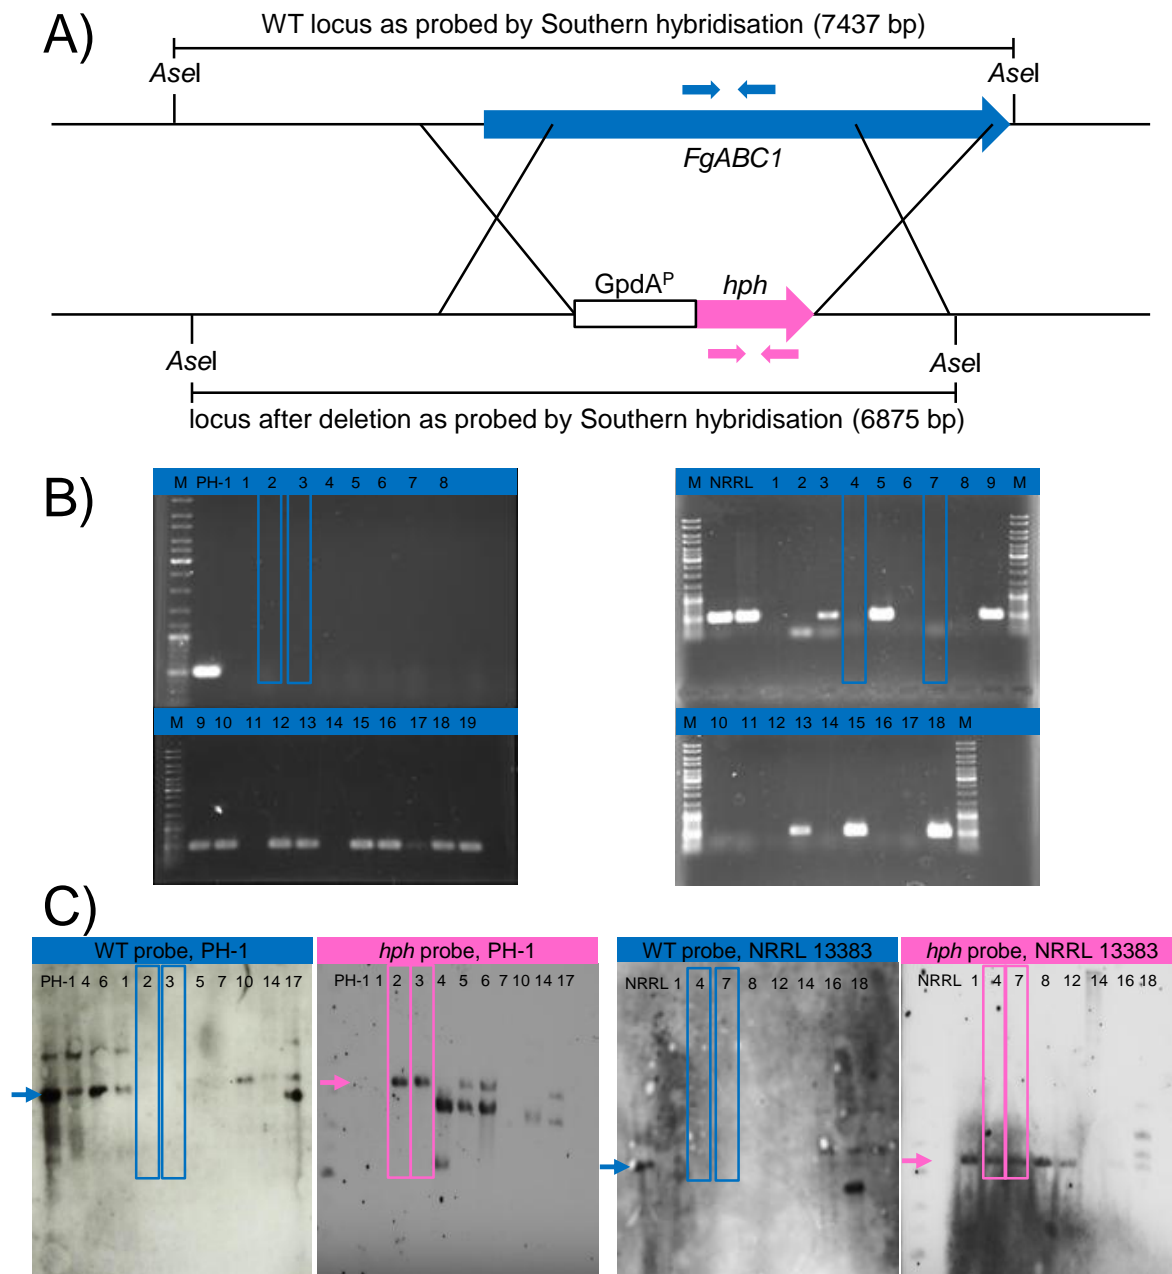 A)
WT locus as probed by Southern hybridisation (7437 bp)
AseI AseI
FgABC1
GpdAP hph
AseI AseI
locus after deletion as probed by Southern hybridisation (6875 bp)
B)
M PH-1 1 2 3 4 5 6 7 8
M 9 10 11 12 13 14 15 16 17 18 19
M NRRL 1 2 3 4 5 6 7 8 9 M
M 10 11 12 13 14 15 16 17 18 M
C)
WT probe, PH-1
PH-1 4 6 1 2 3 5 7 10 14 17
hph probe, PH-1
PH-1 1 2 3 4 5 6 7 10 14 17
WT probe, NRRL 13383
NRRL 1 4 7 8 12 14 16 18
hph probe, NRRL 13383
NRRL 1 4 7 8 12 14 16 18